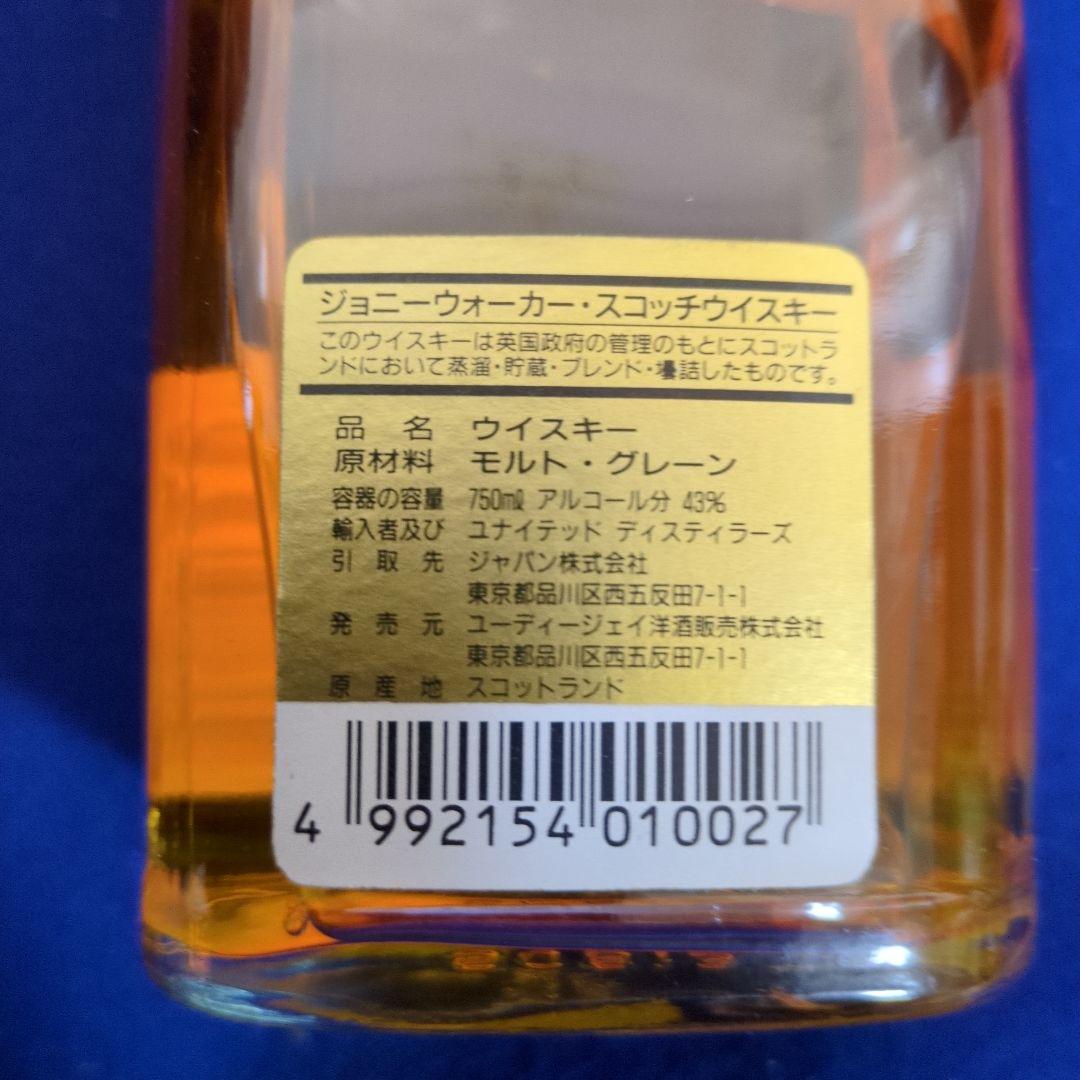 ジョニーウォーカー・スコッチウイスキー
このウイスキーは英国政府の管理のもとにスコットラ
ンドにおいて蒸溜・貯蔵・ブレンド・壜詰したものです。
品名 ウイスキー
原材料 モルト・グレーン
容器の容量 750mℓ アルコール分 43%
輸入者及び ユナイテッド ディスティラーズ
引取先 ジャパン株式会社
東京都品川区西五反田7-1-1
発売元 ユーディージェイ洋酒販売株式会社
東京都品川区西五反田7-1-1
原産地 スコットランド
4 992154 010027